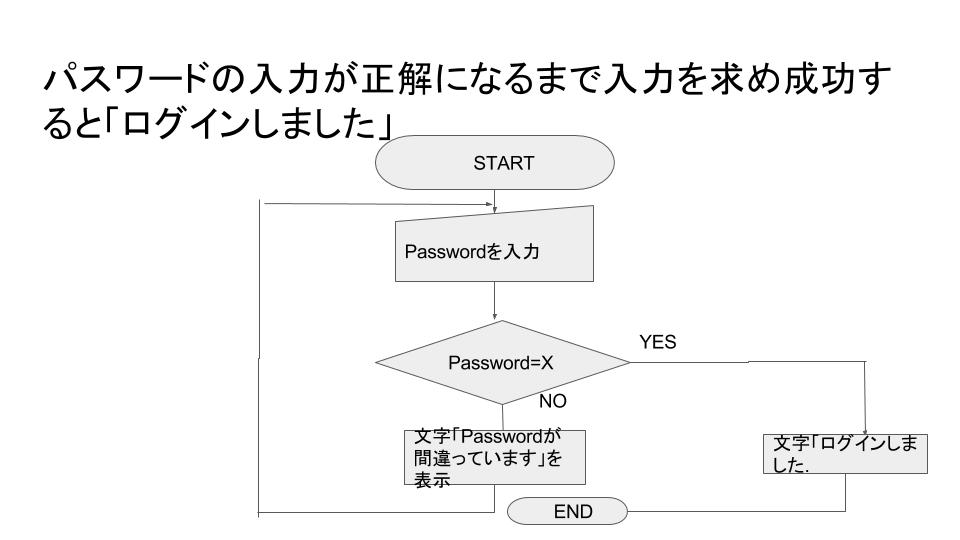 パスワードの入力が正解になるまで入力を求め成功す
ると「ログインしました」
START
Passwordを入力
YES
Password=X
NO
文字「Passwordが
間違っています」を
表示
文字「ログインしま
した.
END